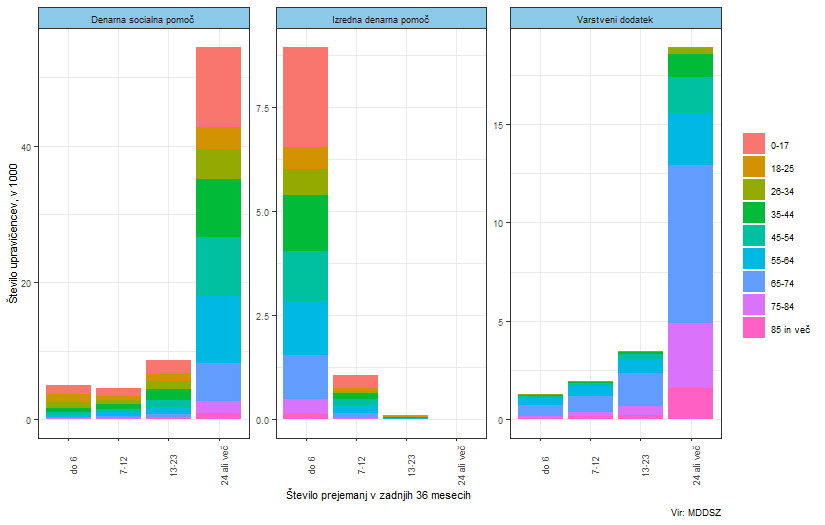 Denarna socialna pomoč
Izredna denarna pomoč
Varstveni dodatek
Število upravičencev, v 1000
40
20
0
7.5
5.0
2.5
0.0
15
10
5
0
do 6
7-12
13-23
24 ali več
do 6
7-12
13-23
24 ali več
do 6
7-12
13-23
24 ali več
Število prejemanj v zadnjih 36 mesecih
0-17
18-25
26-34
35-44
45-54
55-64
65-74
75-84
85 in več
Vir: MDDSZ